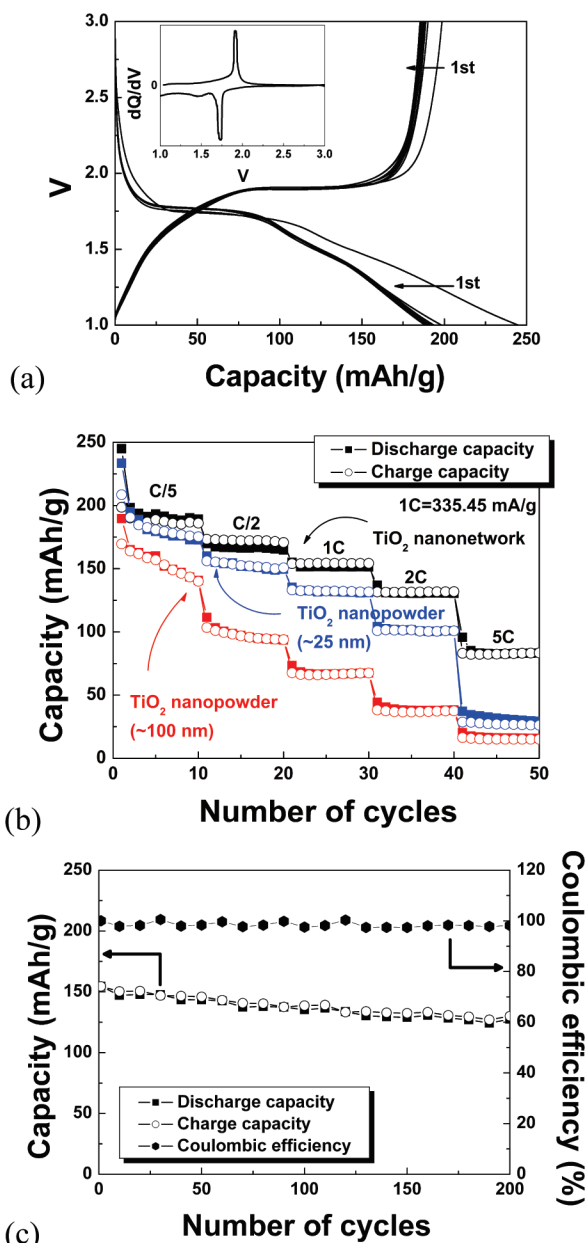 3.0
2.5
2.0
1.5
1.0
V
0
50
100
150
200
250
Capacity (mAh/g)
1st
1st
dQ/dV
0
1.0
1.5
2.0
2.5
3.0
V
(a)
250
200
150
100
50
0
Capacity (mAh/g)
Discharge capacity
Charge capacity
1C=335.45 mA/g
C/5
C/2
1C
2C
5C
TiO2 nanonetwork
TiO2 nanopowder
(~25 nm)
TiO2 nanopowder
(~100 nm)
0
10
20
30
40
50
Number of cycles
(b)
250
200
150
100
50
0
Capacity (mAh/g)
120
100
80
60
40
20
0
Coulombic efficiency (%)
Discharge capacity
Charge capacity
Coulombic efficiency
0
50
100
150
200
Number of cycles
(c)